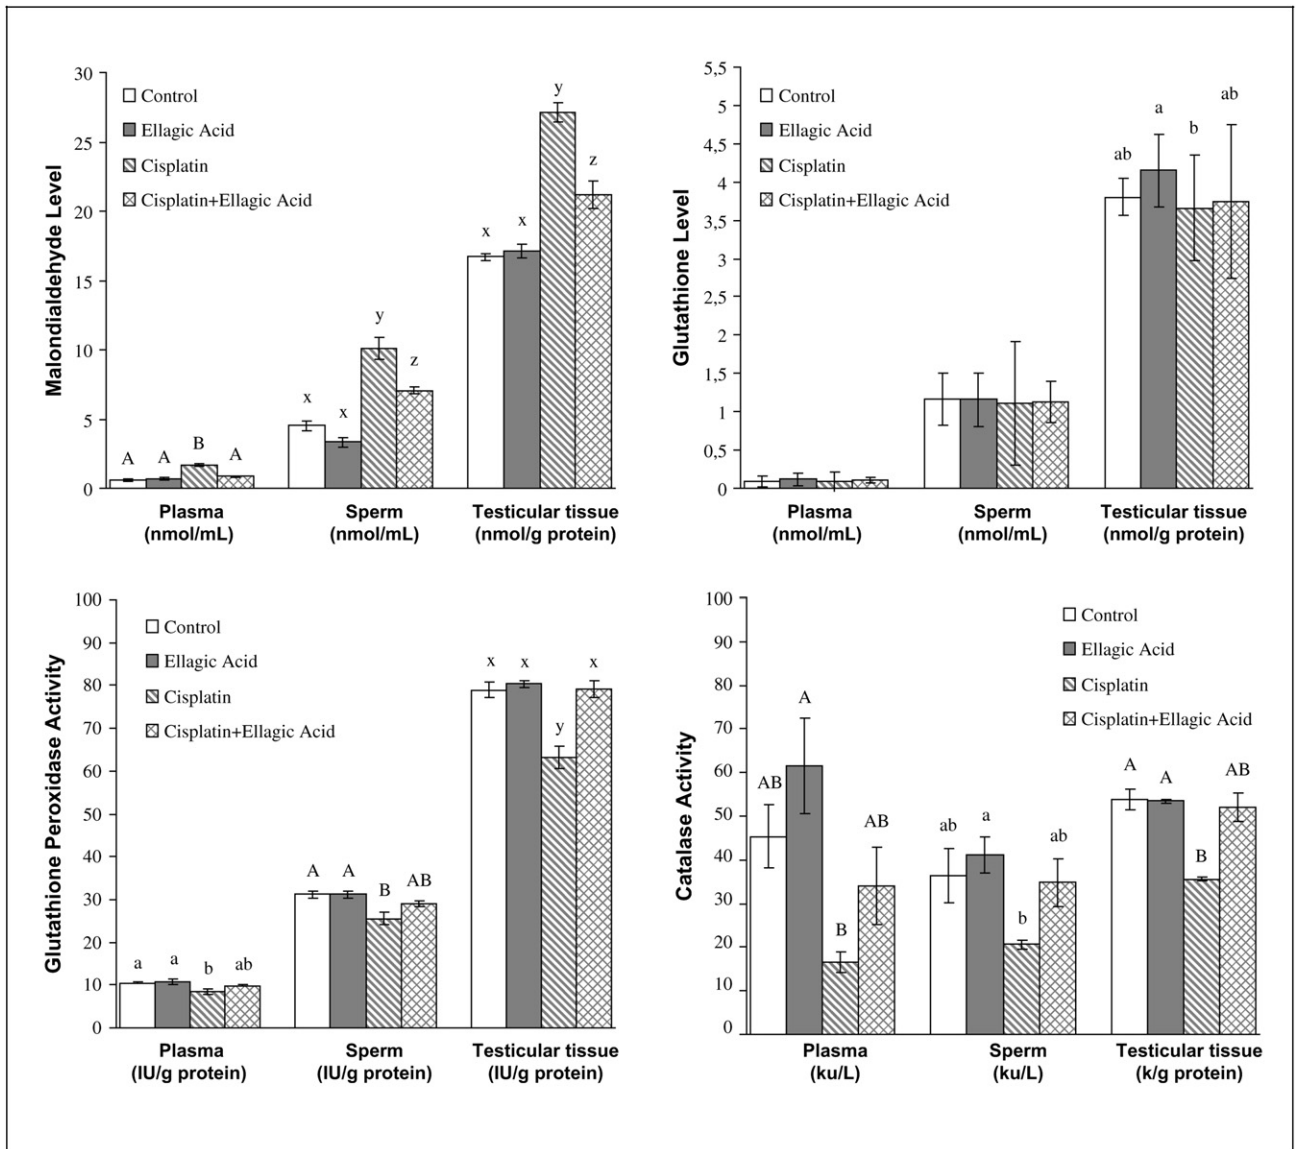 Malondialdehyde Level
30
25
20
15
10
5
0
Control
Ellagic Acid
Cisplatin
Cisplatin+Ellagic Acid
A A B A
x x y z
x x y z
Plasma Sperm Testicular tissue
(nmol/mL) (nmol/mL) (nmol/g protein)
Glutathione Level
5,5
5
4,5
4
3,5
3
2,5
2
1,5
1
0,5
0
Control
Ellagic Acid
Cisplatin
Cisplatin+Ellagic Acid
ab a b ab
Plasma Sperm Testicular tissue
(nmol/mL) (nmol/mL) (nmol/g protein)
Glutathione Peroxidase Activity
100
90
80
70
60
50
40
30
20
10
0
Control
Ellagic Acid
Cisplatin
Cisplatin+Ellagic Acid
a a b ab
A A B AB
x x y x
Plasma Sperm Testicular tissue
(IU/g protein) (IU/g protein) (IU/g protein)
Catalase Activity
100
90
80
70
60
50
40
30
20
10
0
Control
Ellagic Acid
Cisplatin
Cisplatin+Ellagic Acid
AB A B AB
ab a b ab
A A B AB
Plasma Sperm Testicular tissue
(ku/L) (ku/L) (k/g protein)